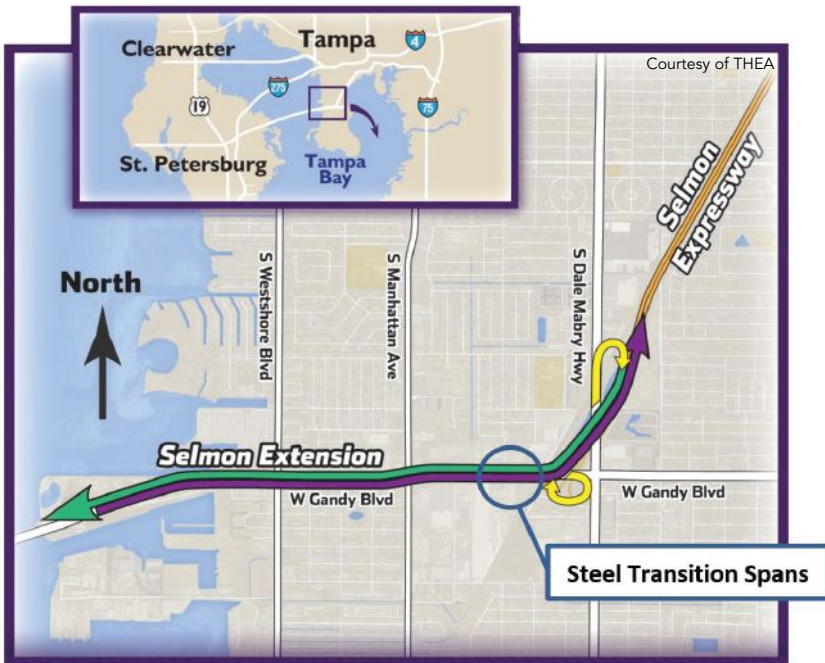 Clearwater
Tampa
4
275
19
75
St. Petersburg
Tampa
Bay
Courtesy of THEA
Selmon
Expressway
North
S Westshore Blvd
S Manhattan Ave
S Dale Mabry Hwy
Selmon Extension
W Gandy Blvd
W Gandy Blvd
Steel Transition Spans